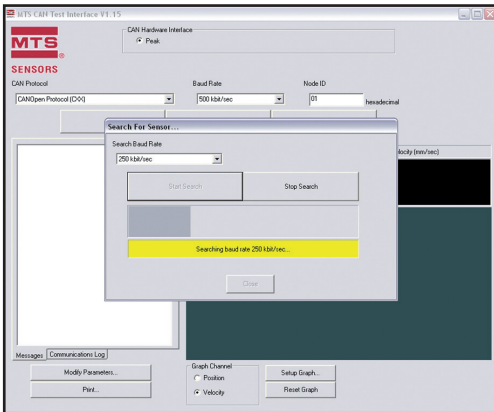 MTS CAN Test Interface V1.15
CAN Hardware Interface
Peak
MTS
®
SENSORS
CAN Protocol
Baud Rate
Node ID
CANOpen Protocol (CXX)
500 kbit/sec
01
hexadecimal
Search For Sensor...
Search Baud Rate
250 kbit/sec
locity (mm/sec)
Start Search
Stop Search
Searching baud rate 250 kbit/sec...
Close
Messages
Communications Log
Modify Parameters...
Graph Channel
Position
Setup Graph...
Print...
Velocity
Reset Graph